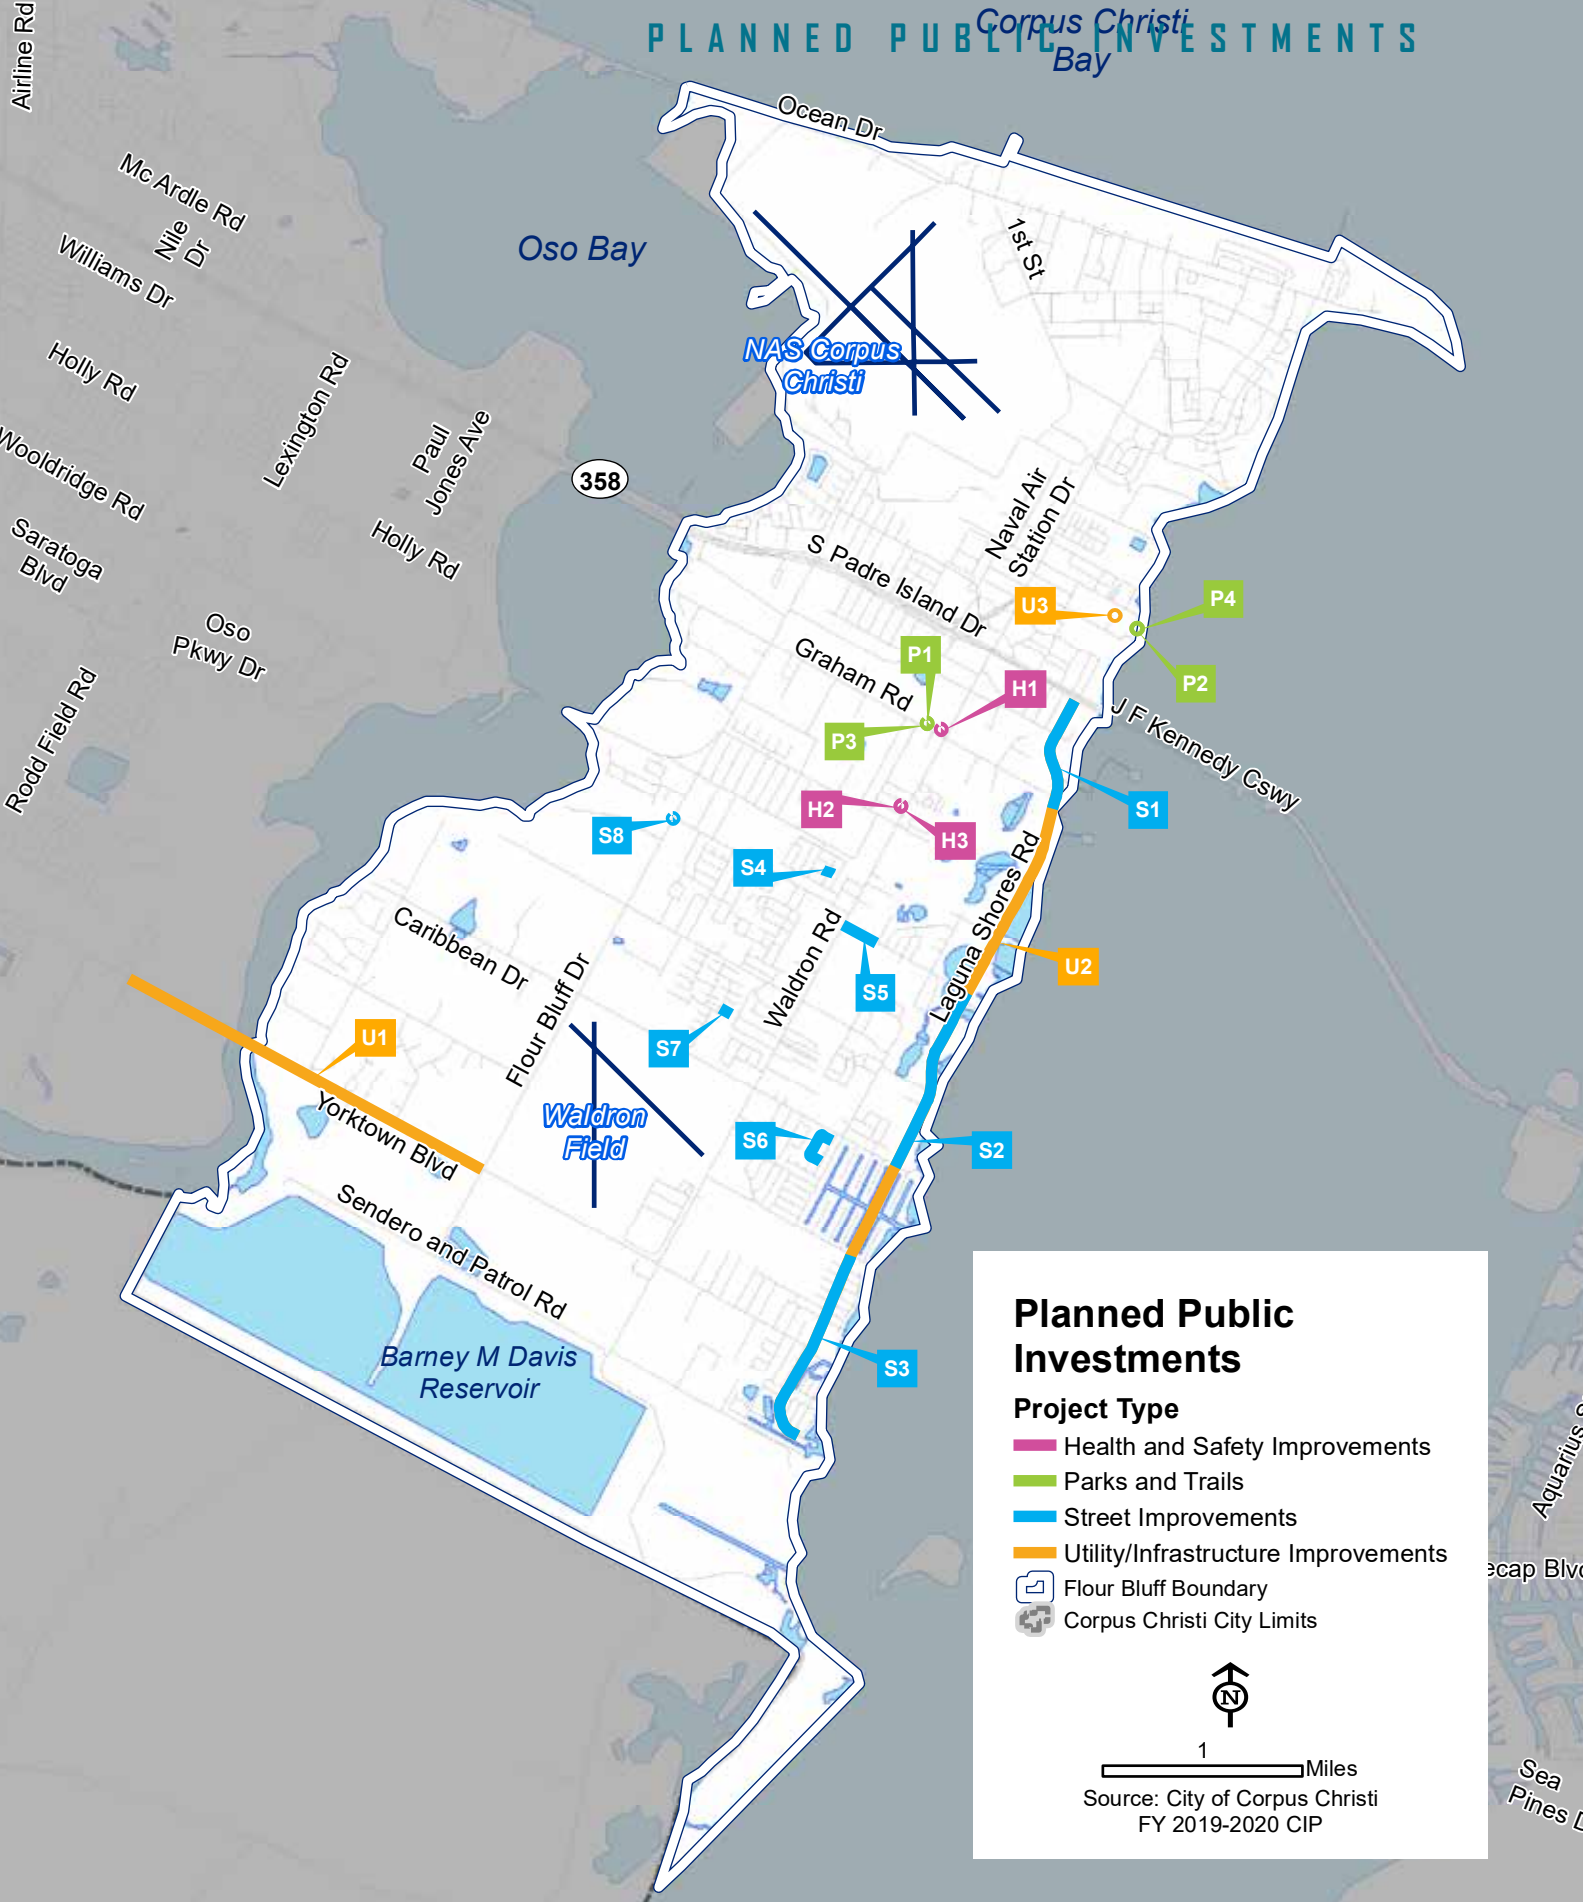 PLANNED PUBLIC INVESTMENTS
Corpus Christi
Bay
Airline Rd
Ocean Dr
Mc Ardle Rd
Nile
Dr
Williams Dr
Oso Bay
1st St
Holly Rd
NAS Corpus
Christi
Lexington Rd
Paul
Jones Ave
Wooldridge Rd
358
Naval Air
Station Dr
Saratoga
Blvd
Holly Rd
S Padre Island Dr
U3
P4
Oso
Pkwy Dr
Graham Rd
P1
H1
P2
Rodd Field Rd
P3
J F Kennedy Cswy
H2
S1
S8
H3
S4
Laguna Shores Rd
Caribbean Dr
Waldron Rd
U2
S5
Flour Bluff Dr
U1
S7
Yorktown Blvd
Waldron
Field
S6
S2
Sendero and Patrol Rd
Barney M Davis
Reservoir
S3
Planned Public
Investments
Project Type
Health and Safety Improvements
Parks and Trails
Street Improvements
Utility/Infrastructure Improvements
Flour Bluff Boundary
Corpus Christi City Limits
N
1
Miles
Source: City of Corpus Christi
FY 2019-2020 CIP
Aquarius
ecap Blvd
Sea
Pines D